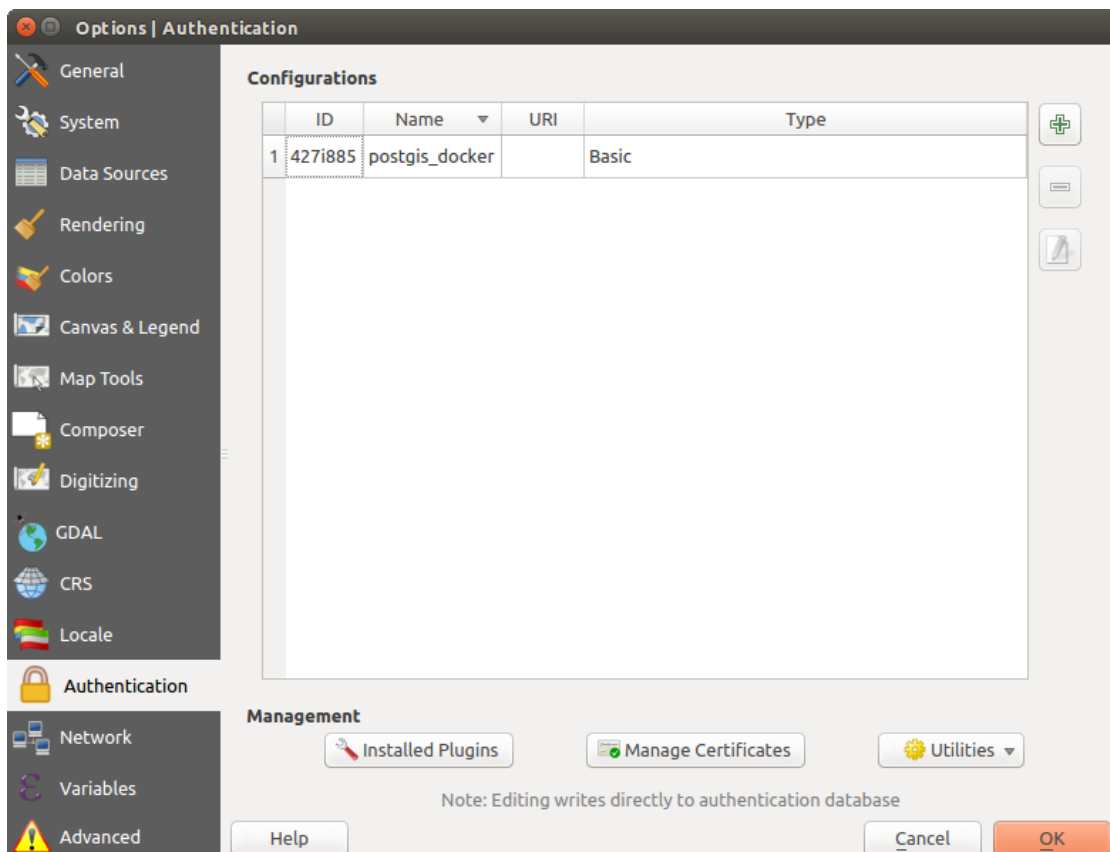 Options | Authentication
General
System
Data Sources
Rendering
Colors
Canvas & Legend
Map Tools
Composer
Digitizing
GDAL
CRS
Locale
Authentication
Network
Variables
Advanced
Configurations
ID Name URI Type
1 427i885 postgis_docker Basic
Management
Installed Plugins Manage Certificates Utilities
Note: Editing writes directly to authentication database
Help Cancel OK